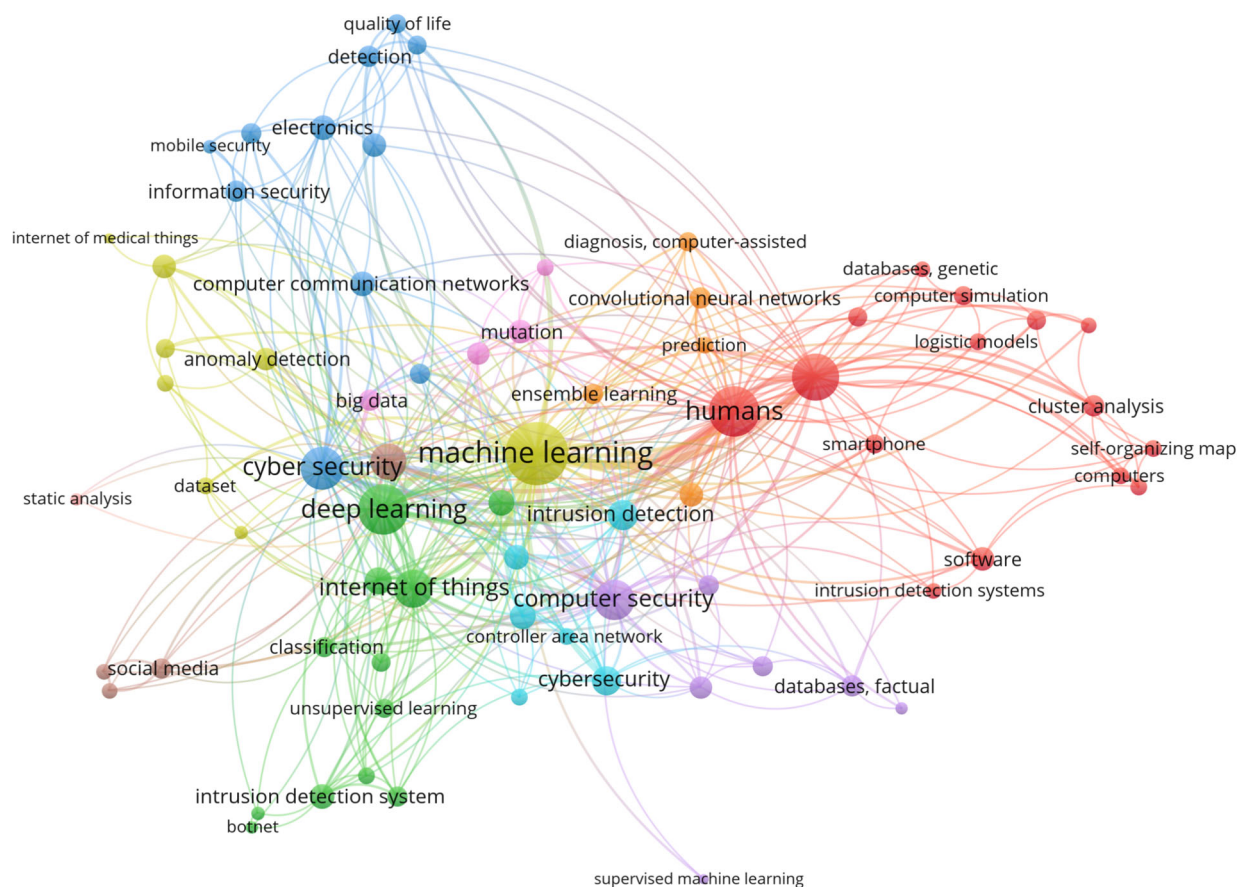 quality of life
detection
electronics
mobile security
information security
internet of medical things
diagnosis, computer-assisted
databases, genetic
computer communication networks
convolutional neural networks
computer simulation
mutation
logistic models
prediction
anomaly detection
ensemble learning
big data
humans
cluster analysis
smartphone
self-organizing map
machine learning
cyber security
computers
dataset
static analysis
deep learning
intrusion detection
software
internet of things
intrusion detection systems
computer security
controller area network
classification
social media
cybersecurity
databases, factual
unsupervised learning
intrusion detection system
botnet
supervised machine learning